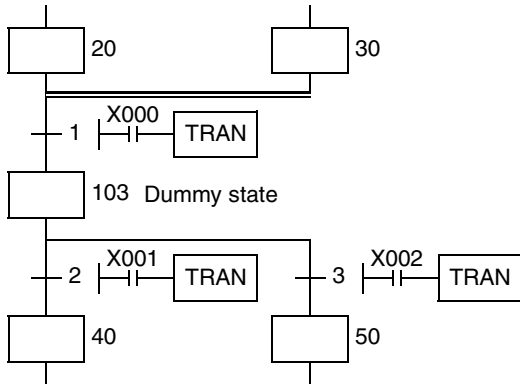 20
30
X000
1
TRAN
103 Dummy state
X001
X002
2
TRAN
3
TRAN
40
50